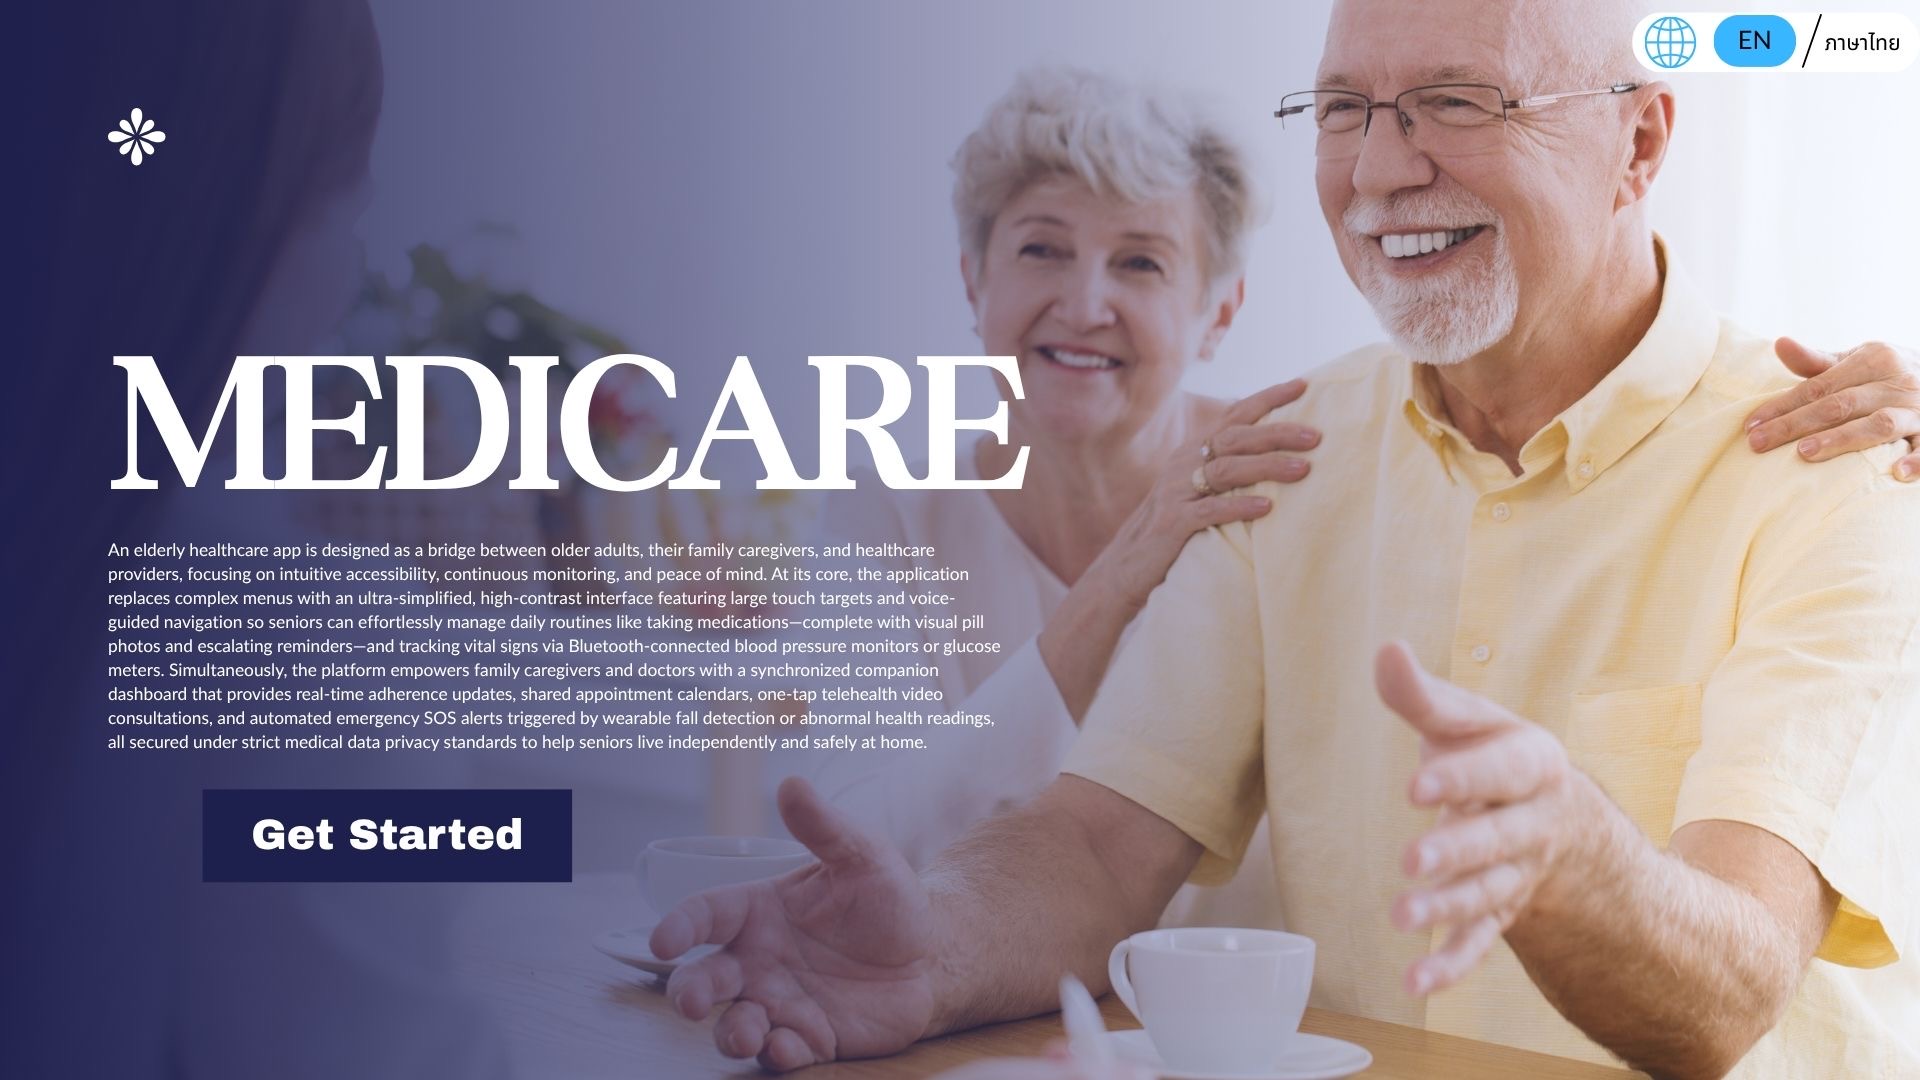 EN / ภาษาไทย
MEDICARE
An elderly healthcare app is designed as a bridge between older adults, their family caregivers, and healthcare
providers, focusing on intuitive accessibility, continuous monitoring, and peace of mind. At its core, the application
replaces complex menus with an ultra-simplified, high-contrast interface featuring large touch targets and voice-
guided navigation so seniors can effortlessly manage daily routines like taking medications—complete with visual pill
photos and escalating reminders—and tracking vital signs via Bluetooth-connected blood pressure monitors or glucose
meters. Simultaneously, the platform empowers family caregivers and doctors with a synchronized companion
dashboard that provides real-time adherence updates, shared appointment calendars, one-tap telehealth video
consultations, and automated emergency SOS alerts triggered by wearable fall detection or abnormal health readings,
all secured under strict medical data privacy standards to help seniors live independently and safely at home.
Get Started